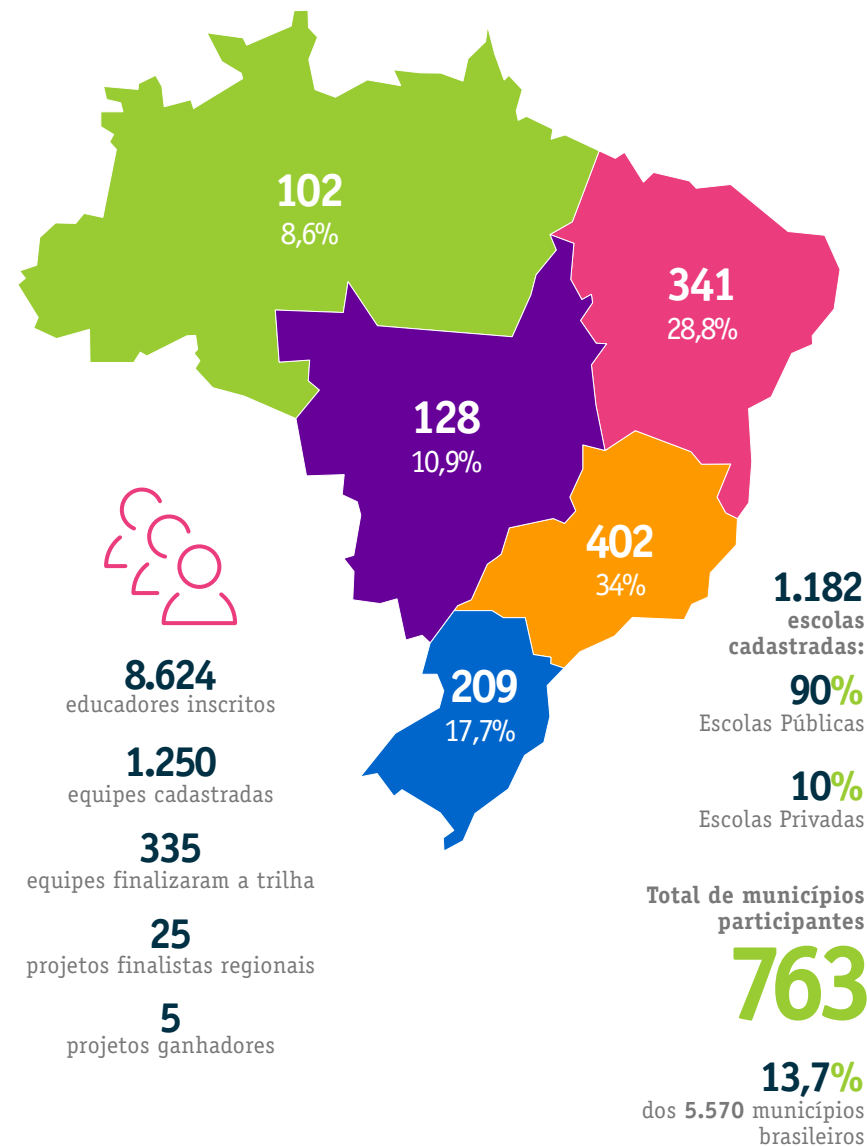 102
8,6%
341
28,8%
128
10,9%
402
34%
209
17,7%
8.624
educadores inscritos
1.250
equipes cadastradas
335
equipes finalizaram a trilha
25
projetos finalistas regionais
5
projetos ganhadores
1.182
escolas
cadastradas:
90%
Escolas Públicas
10%
Escolas Privadas
Total de municípios
participantes
763
13,7%
dos 5.570 municípios
brasileiros